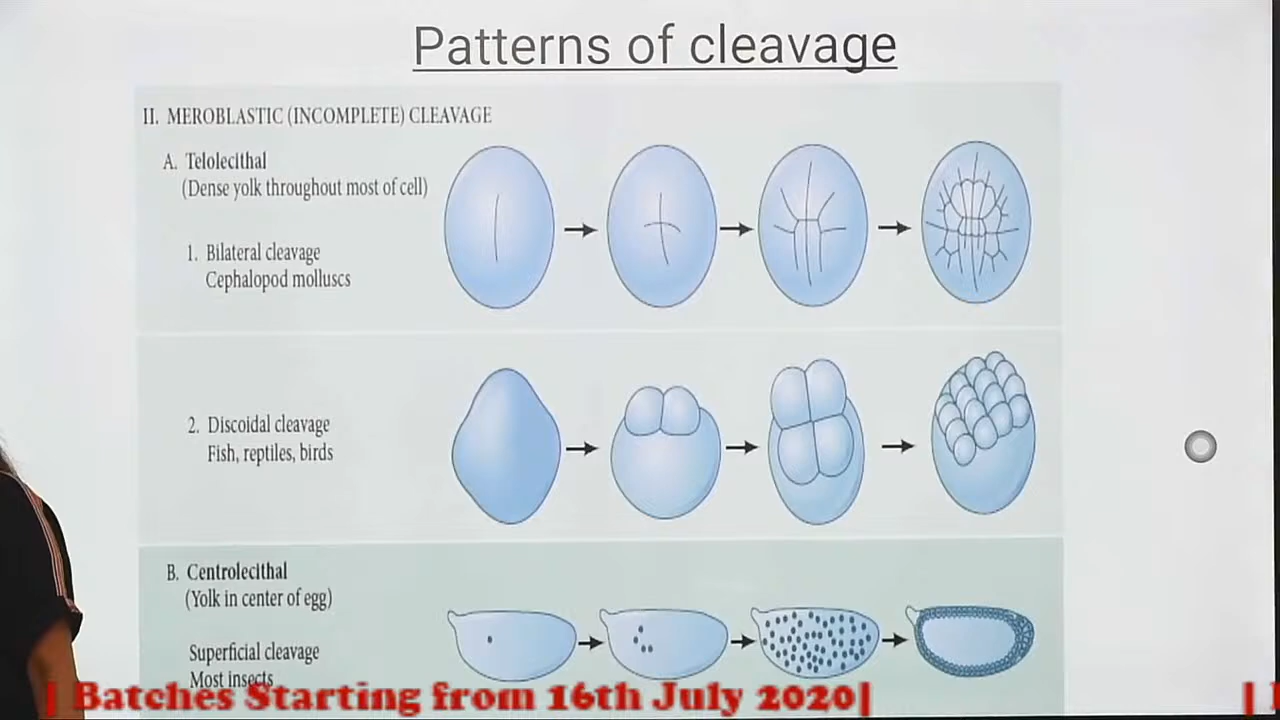 Patterns of cleavage
II. MEROBLASTIC (INCOMPLETE) CLEAVAGE
A. Telolecithal
(Dense yolk throughout most of cell)
1. Bilateral cleavage
Cephalopod molluscs
2. Discoidal cleavage
Fish, reptiles, birds
B. Centrolecithal
(Yolk in center of egg)
Superficial cleavage
Most insects
| Batches Starting from 16th July 2020|